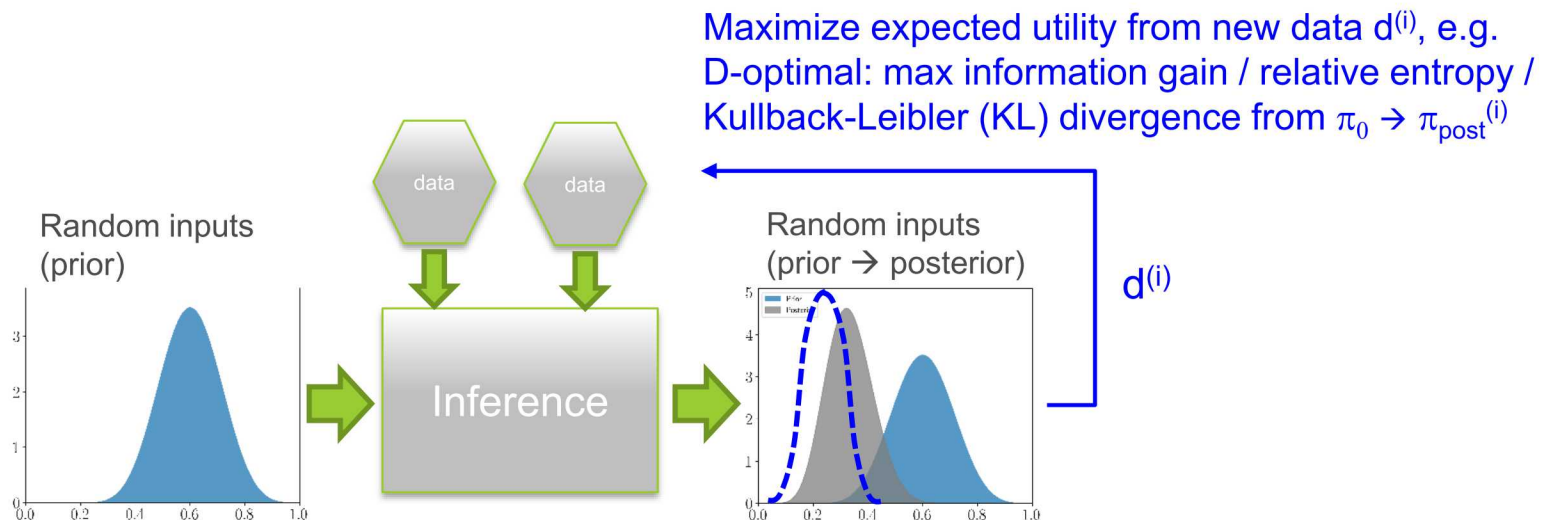 Maximize expected utility from new data d⁽ⁱ⁾, e.g.
D-optimal: max information gain / relative entropy /
Kullback-Leibler (KL) divergence from π₀ → πpost⁽ⁱ⁾
data
data
Random inputs
(prior)
3
2
1
0
0.0 0.2 0.4 0.6 0.8 1.0
Inference
Random inputs
(prior → posterior)
Prior
Posterior
5
4
3
2
1
0
0.0 0.2 0.4 0.6 0.8 1.0
d⁽ⁱ⁾